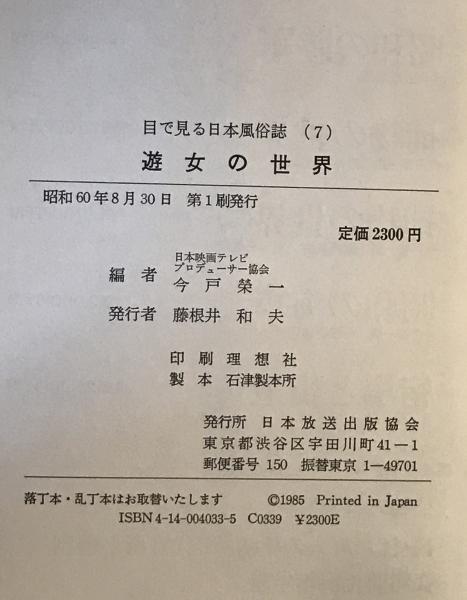 目で見る日本風俗誌 (7)
遊女の世界
昭和60年8月30日 第1刷発行
定価2300円
日本映画テレビ
プロデューサー協会
編者 今戸榮一
発行者 藤根井和夫
印刷 理想社
製本 石津製本所
発行所 日本放送出版協会
東京都渋谷区宇田川町41-1
郵便番号 150 振替東京 1-49701
落丁本・乱丁本はお取替いたします ©1985 Printed in Japan
ISBN4-14-004033-5 C0339 ¥2300E